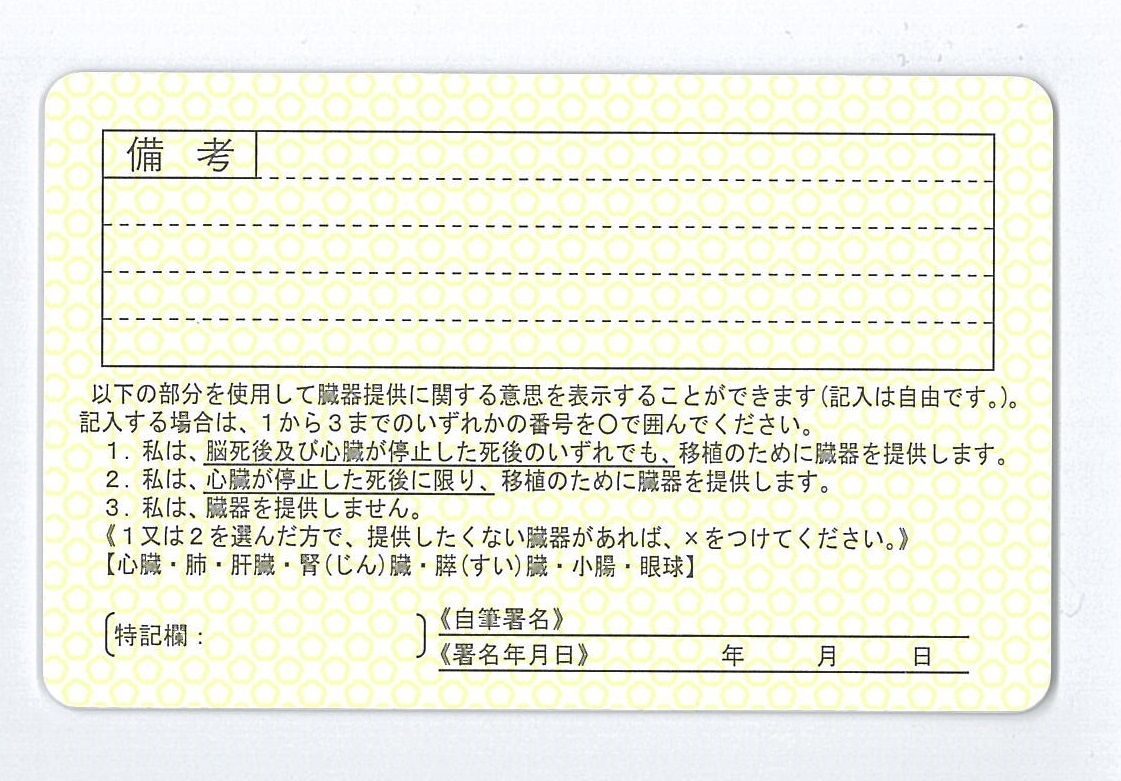 備考
以下の部分を使用して臓器提供に関する意思を表示することができます(記入は自由です。)。
記入する場合は、1から3までのいずれかの番号を〇で囲んでください。
1. 私は、脳死後及び心臓が停止した死後のいずれでも、移植のために臓器を提供します。
2. 私は、心臓が停止した死後に限り、移植のために臓器を提供します。
3. 私は、臓器を提供しません。
《1又は2を選んだ方で、提供したくない臓器があれば、×をつけてください。》
【心臓・肺・肝臓・腎(じん)臓・膵(すい)臓・小腸・眼球】
〔特記欄: 〕
《自筆署名》
《署名年月日》 年 月 日